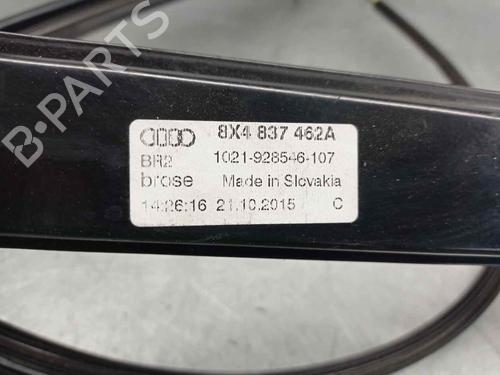 8X4 837 462A
BR2 1021-928546-107
brose Made in Slovakia
14:26:16 21.10.2015 C
B-PARTS